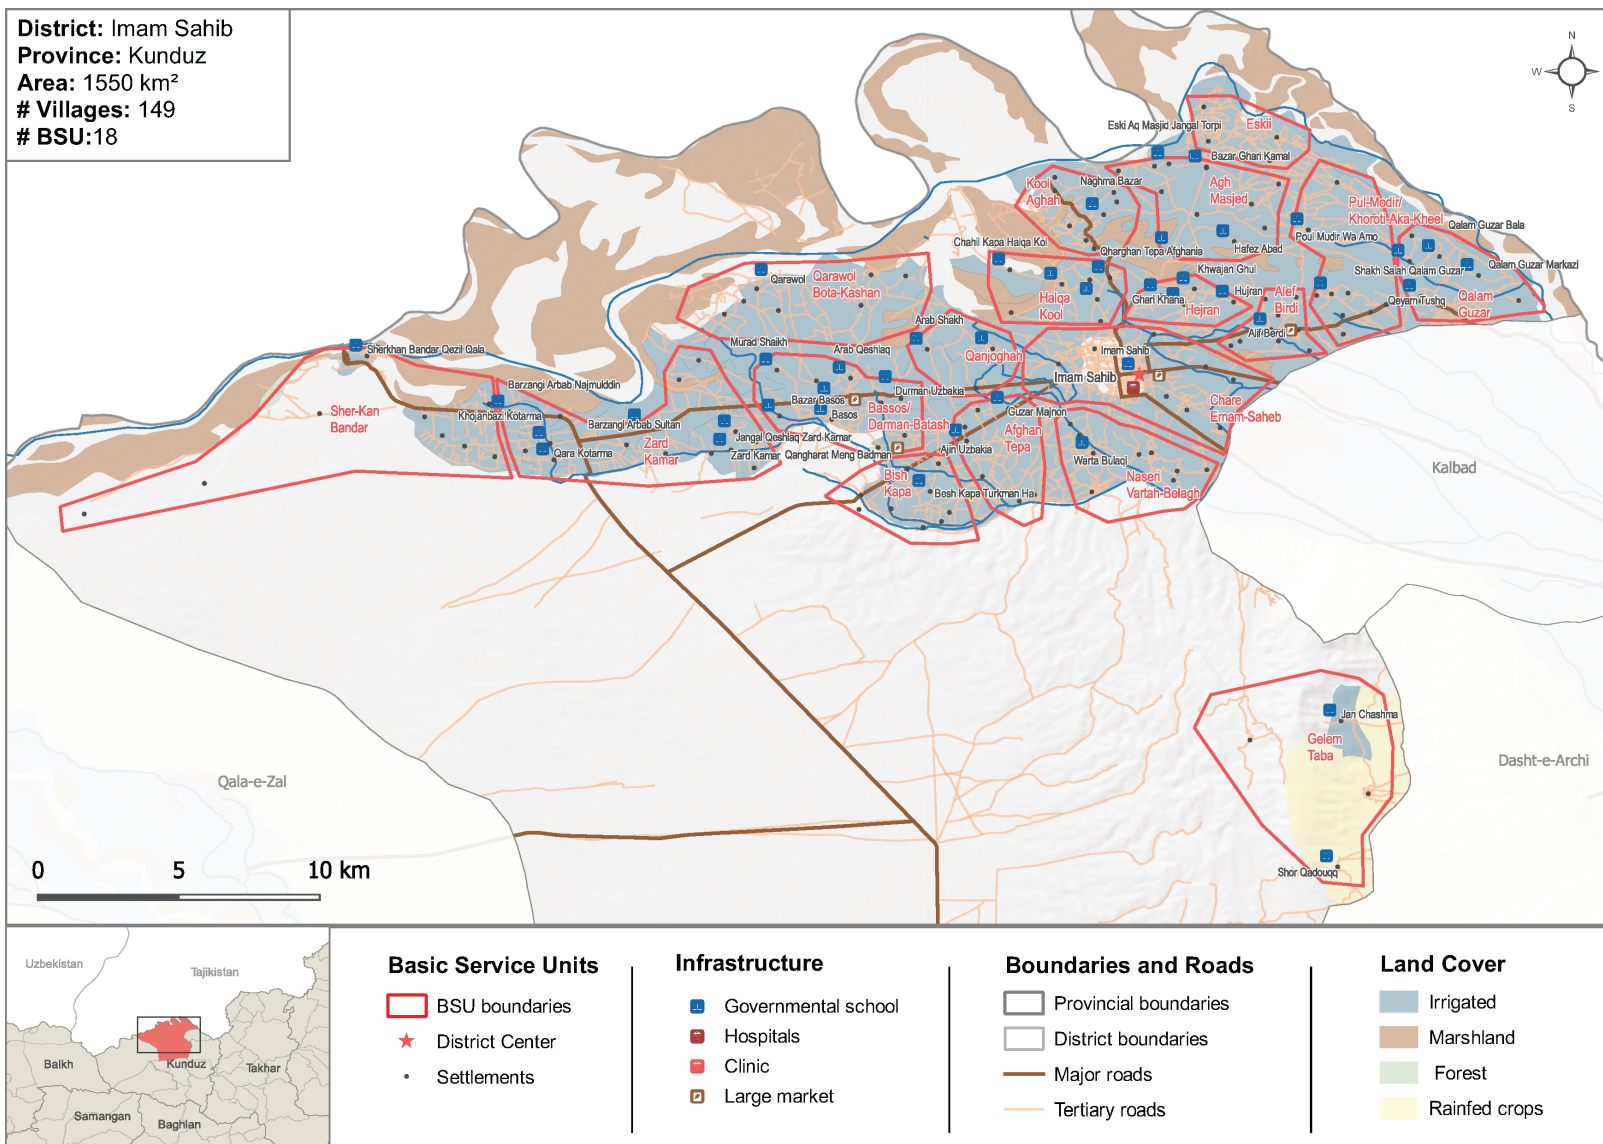 District: Imam Sahib
Province: Kunduz
Area: 1550 km²
# Villages: 149
# BSU:18
N
W
S
Eski Aq Masjid Jangal Torpi
Eskii
Bazar Ghari Kamal
Kool
Aghah
Naghma Bazar
Agh
Masjed
Pul-Modir/
Khoroti-Aka-Kheel
Qalam Guzar Bala
Chahil Kapa Halqa Kol
Qharghan Tepa Afghania
Hafez Abad
Poul Mudir Wa Amo
Khwajan Ghul
Shakh Salah Qalam Guzar
Qalam Guzar Markazi
Qarawol
Qarawol
Bota-Kashan
Halqa
Kool
Ghari Khana
Hejran
Hujran
Alef
Birdi
Qeyam Tushq
Qalam
Guzar
Arab Shakh
Alif Berdi
Sherkhan Bandar Qezil Qala
Murad Shaikh
Arab Qeshlaq
Qanjoghah
Imam Sahib
Imam Sahib
Barzangi Arbab Najmulddin
Durman Uzbakia
Bazar Basos
Basos
Bassos/
Darman-Batash
Guzar Majnon
Chare
Emam-Saheb
Sher-Kan
Bandar
Khojanbaz Kotarma
Barzangi Arbab Sultan
Zard
Kamar
Jangal Qeshlaq Zard Kamar
Zard Kamar
Qangharat Meng Badman
Afghan
Tepa
Ajin Uzbakia
Qara Kotarma
Warta Bulaqi
Naseri
Vartah-Belagh
Bish
Kapa
Besh Kapa Turkman Ha
Kalbad
Jari Chashma
Gelem
Taba
Dasht-e-Archi
Qala-e-Zal
Shor Qadouqq
0 5 10 km
Uzbekistan
Tajikistan
Balkh
Kunduz
Takhar
Samangan
Baghlan
Basic Service Units
BSU boundaries
District Center
Settlements
Infrastructure
Governmental school
Hospitals
Clinic
Large market
Boundaries and Roads
Provincial boundaries
District boundaries
Major roads
Tertiary roads
Land Cover
Irrigated
Marshland
Forest
Rainfed crops